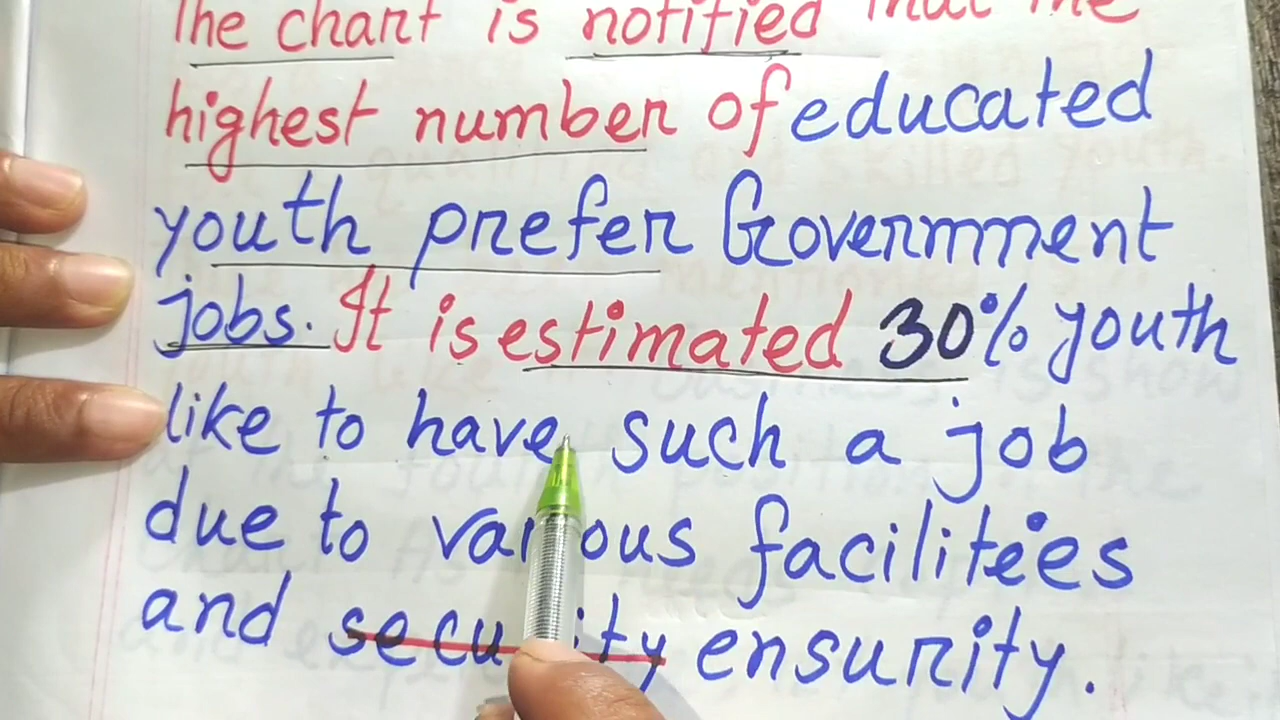 The chart is notified that the
highest number of educated
youth prefer Government
jobs. It is estimated 30% youth
like to have such a job
due to various facilities
and security ensurity.